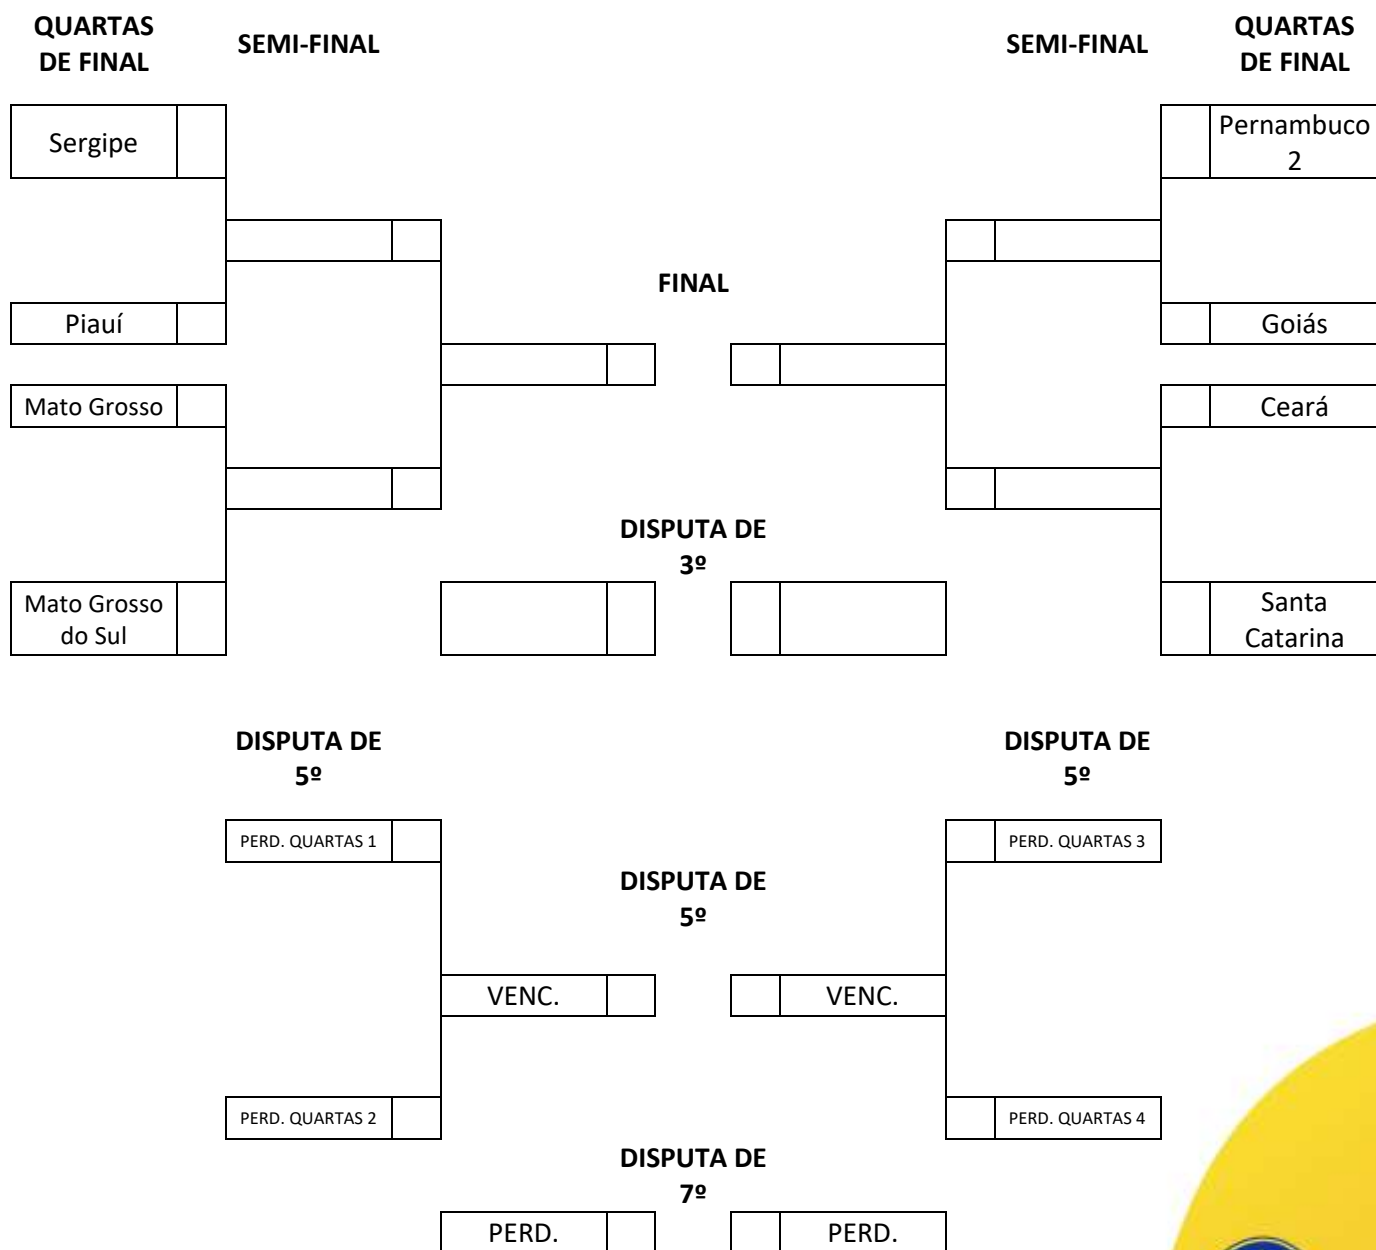 QUARTAS
DE FINAL
SEMI-FINAL
SEMI-FINAL
QUARTAS
DE FINAL
Sergipe
Pernambuco
2
FINAL
Piauí
Goiás
Mato Grosso
Ceará
DISPUTA DE
3º
Mato Grosso
do Sul
Santa
Catarina
DISPUTA DE
5º
DISPUTA DE
5º
PERD. QUARTAS 1
PERD. QUARTAS 3
DISPUTA DE
5º
VENC.
VENC.
PERD. QUARTAS 2
PERD. QUARTAS 4
DISPUTA DE
7º
PERD.
PERD.